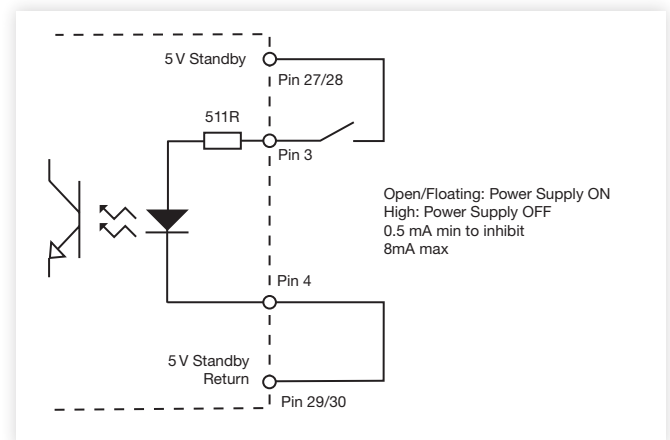 5 V Standby
Pin 27/28
511R
Pin 3
Open/Floating: Power Supply ON
High: Power Supply OFF
0.5 mA min to inhibit
8mA max
Pin 4
5 V Standby
Return
Pin 29/30